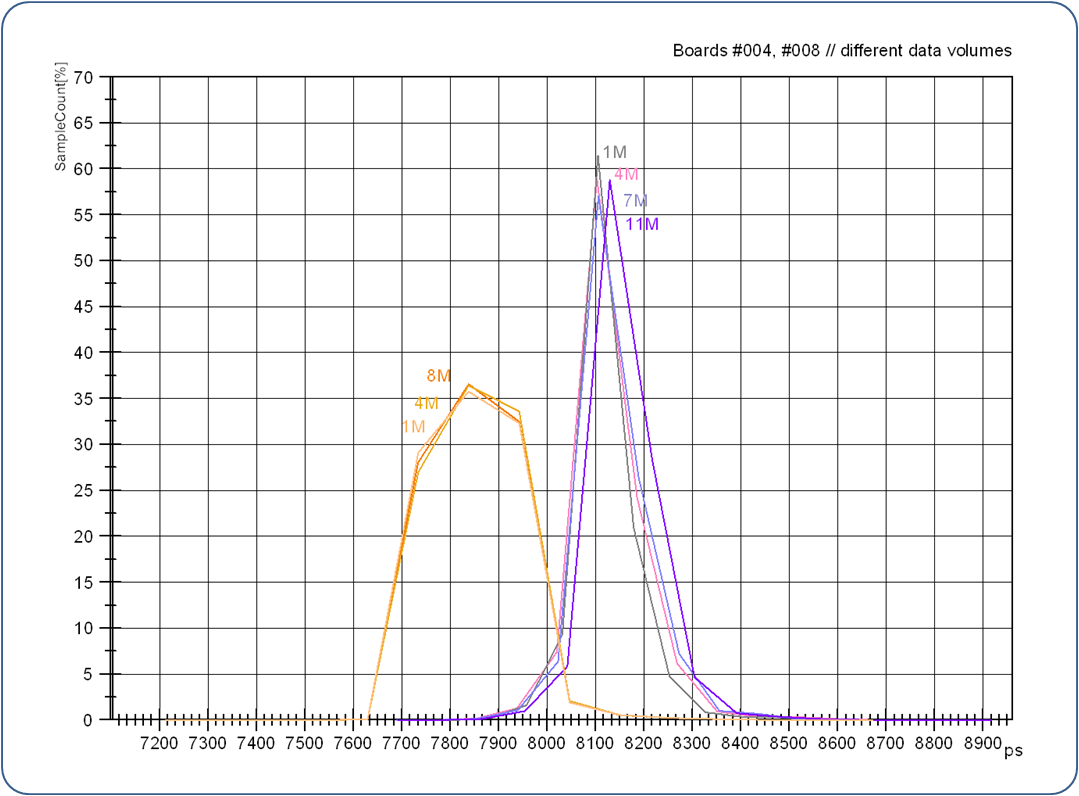 Boards #004, #008 // different data volumes
SampleCount[%]
70
65
60
55
50
45
40
35
30
25
20
15
10
5
0
1M
4M
7M
11M
8M
4M
1M
7200 7300 7400 7500 7600 7700 7800 7900 8000 8100 8200 8300 8400 8500 8600 8700 8800 8900
ps